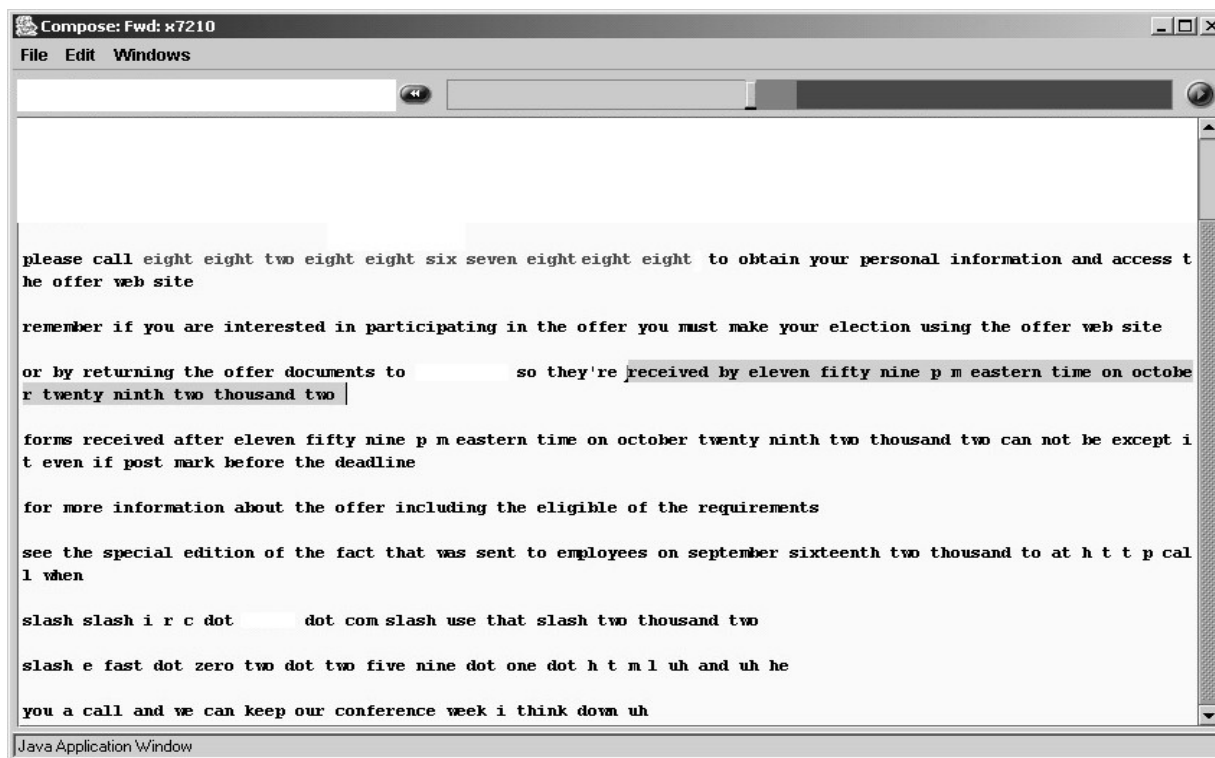 Compose: Fwd: x7210
File Edit Windows
please call eight eight two eight eight six seven eight eight eight to obtain your personal information and access t
he offer web site
remember if you are interested in participating in the offer you must make your election using the offer web site
or by returning the offer documents to so they're received by eleven fifty nine p m eastern time on octobe
r twenty ninth two thousand two
forms received after eleven fifty nine p m eastern time on october twenty ninth two thousand two can not be except i
t even if post mark before the deadline
for more information about the offer including the eligible of the requirements
see the special edition of the fact that was sent to employees on september sixteenth two thousand to at h t t p cal
l when
slash slash i r c dot dot com slash use that slash two thousand two
slash e fast dot zero two dot two five nine dot one dot h t m l uh and uh he
you a call and we can keep our conference week i think down uh
Java Application Window